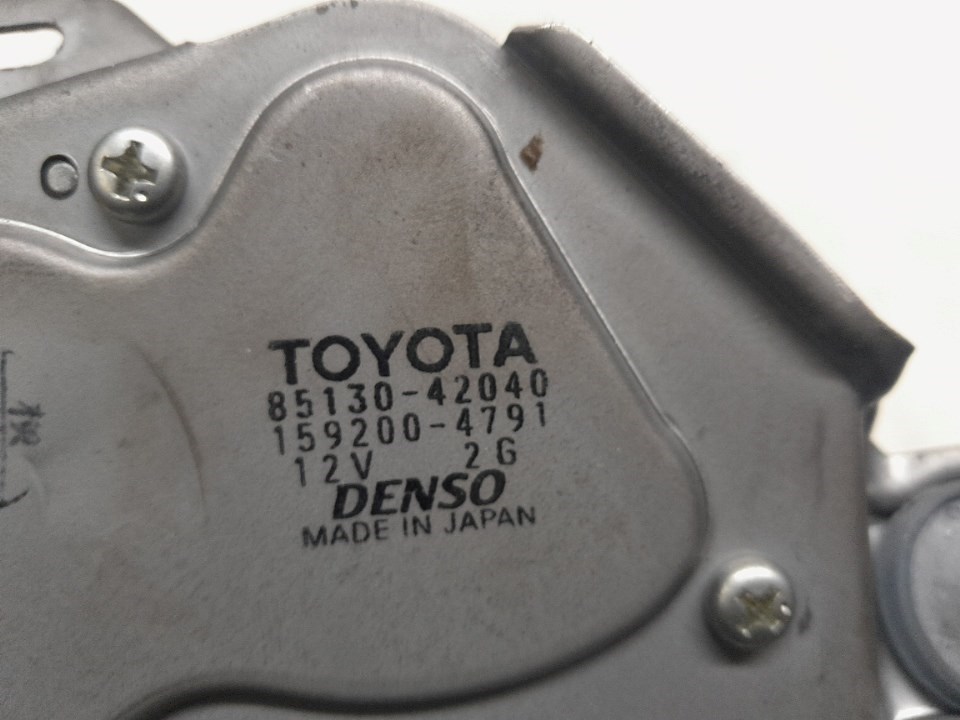 TOYOTA
85130-42040
159200-4791
12V 2G
DENSO
MADE IN JAPAN